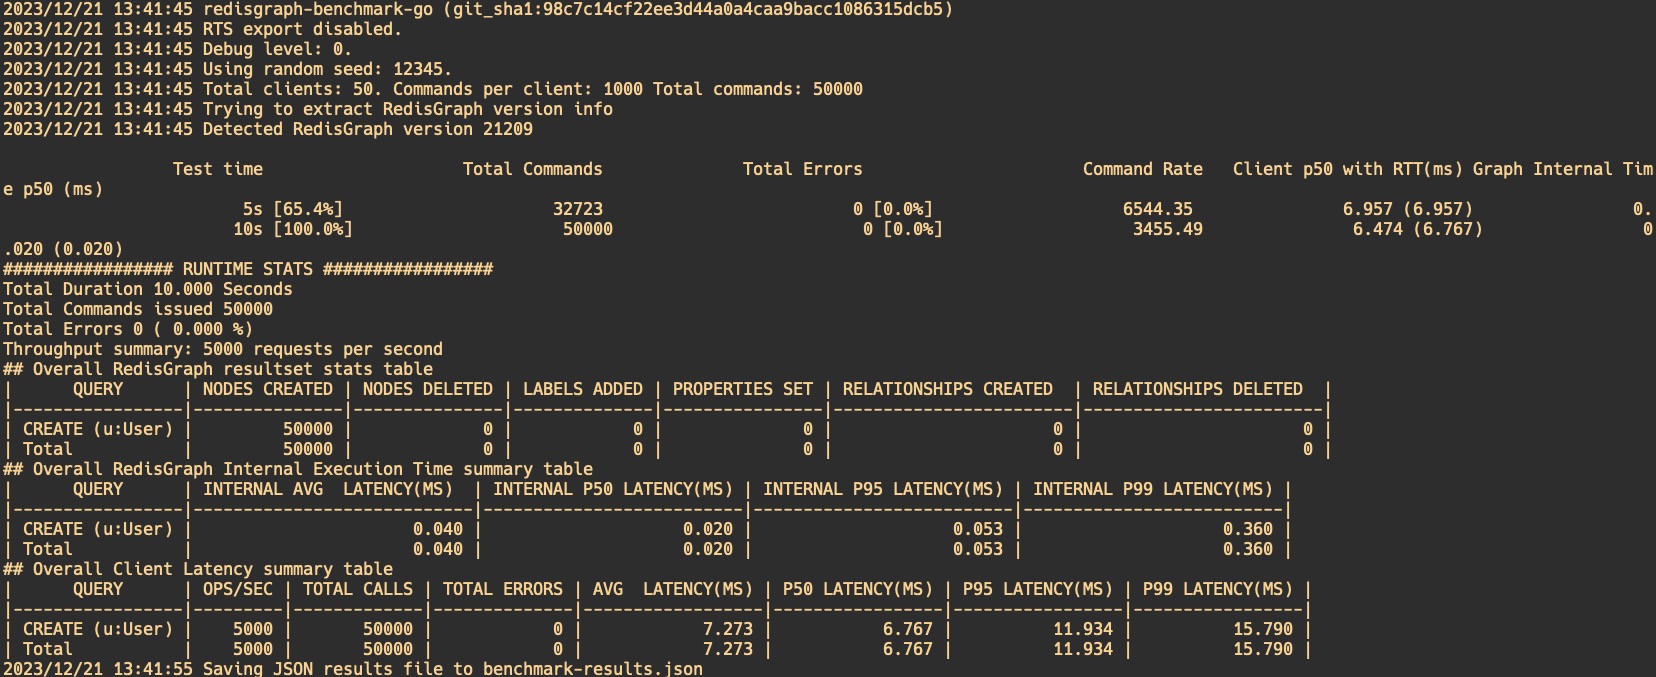 2023/12/21 13:41:45 redisgraph-benchmark-go (git_sha1:98c7c14cf22ee3d44a0a4caa9bacc1086315dcb5)
2023/12/21 13:41:45 RTS export disabled.
2023/12/21 13:41:45 Debug level: 0.
2023/12/21 13:41:45 Using random seed: 12345.
2023/12/21 13:41:45 Total clients: 50. Commands per client: 1000 Total commands: 50000
2023/12/21 13:41:45 Trying to extract RedisGraph version info
2023/12/21 13:41:45 Detected RedisGraph version 21209
Test time Total Commands Total Errors Command Rate Client p50 with RTT(ms) Graph Internal Tim
e p50 (ms)
5s [65.4%] 32723 0 [0.0%] 6544.35 6.957 (6.957) 0.
10s [100.0%] 50000 0 [0.0%] 3455.49 6.474 (6.767) 0
.020 (0.020)
################# RUNTIME STATS #################
Total Duration 10.000 Seconds
Total Commands issued 50000
Total Errors 0 ( 0.000 %)
Throughput summary: 5000 requests per second
## Overall RedisGraph resultset stats table
| QUERY | NODES CREATED | NODES DELETED | LABELS ADDED | PROPERTIES SET | RELATIONSHIPS CREATED | RELATIONSHIPS DELETED |
|-----------------|---------------|---------------|--------------|----------------|------------------------|------------------------|
| CREATE (u:User) | 50000 | 0 | 0 | 0 | 0 | 0 |
| Total | 50000 | 0 | 0 | 0 | 0 | 0 |
## Overall RedisGraph Internal Execution Time summary table
| QUERY | INTERNAL AVG LATENCY(MS) | INTERNAL P50 LATENCY(MS) | INTERNAL P95 LATENCY(MS) | INTERNAL P99 LATENCY(MS) |
|-----------------|----------------------------|--------------------------|--------------------------|--------------------------|
| CREATE (u:User) | 0.040 | 0.020 | 0.053 | 0.360 |
| Total | 0.040 | 0.020 | 0.053 | 0.360 |
## Overall Client Latency summary table
| QUERY | OPS/SEC | TOTAL CALLS | TOTAL ERRORS | AVG LATENCY(MS) | P50 LATENCY(MS) | P95 LATENCY(MS) | P99 LATENCY(MS) |
|-----------------|---------|-------------|--------------|------------------|-----------------|-----------------|-----------------|
| CREATE (u:User) | 5000 | 50000 | 0 | 7.273 | 6.767 | 11.934 | 15.790 |
| Total | 5000 | 50000 | 0 | 7.273 | 6.767 | 11.934 | 15.790 |
2023/12/21 13:41:55 Saving JSON results file to benchmark-results.json